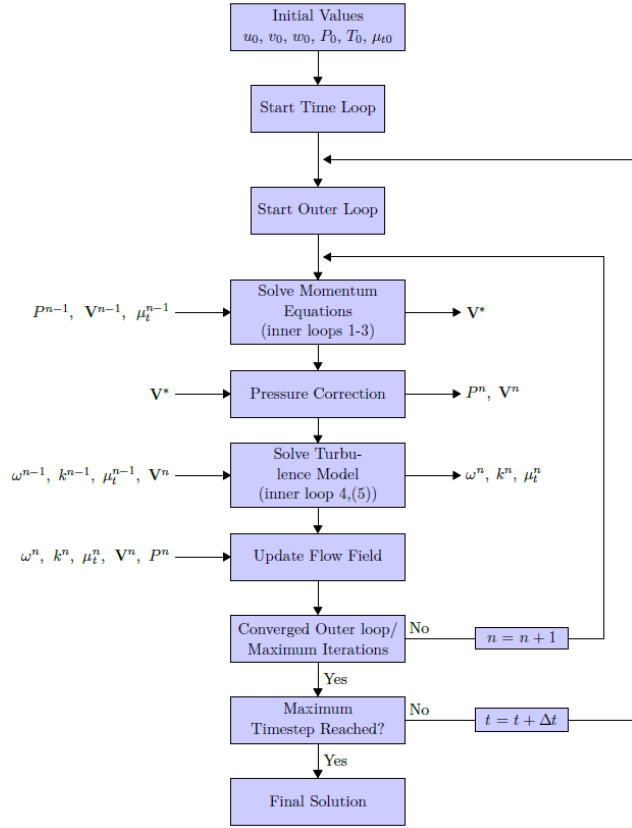 Initial Values
u₀, v₀, w₀, P₀, T₀, μₜ₀
Start Time Loop
Start Outer Loop
Pⁿ⁻¹, Vⁿ⁻¹, μₜⁿ⁻¹
Solve Momentum
Equations
(inner loops 1-3)
V*
V*
Pressure Correction
Pⁿ, Vⁿ
ωⁿ⁻¹, kⁿ⁻¹, μₜⁿ⁻¹, Vⁿ
Solve Turbu-
lence Model
(inner loop 4,(5))
ωⁿ, kⁿ, μₜⁿ
ωⁿ, kⁿ, μₜⁿ, Vⁿ, Pⁿ
Update Flow Field
Converged Outer loop/
Maximum Iterations
No
n = n + 1
Yes
Maximum
Timestep Reached?
No
t = t + Δt
Yes
Final Solution